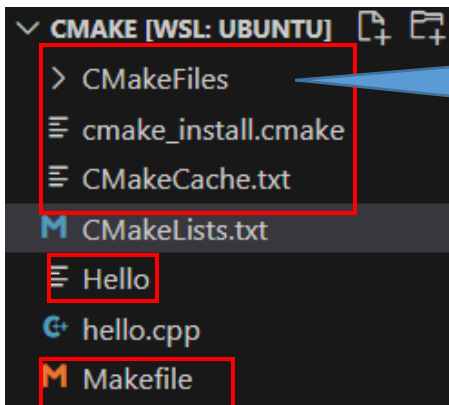 CMAKE [WSL: UBUNTU]
CMakeFiles
cmake_install.cmake
CMakeCache.txt
M CMakeLists.txt
Hello
hello.cpp
M Makefile